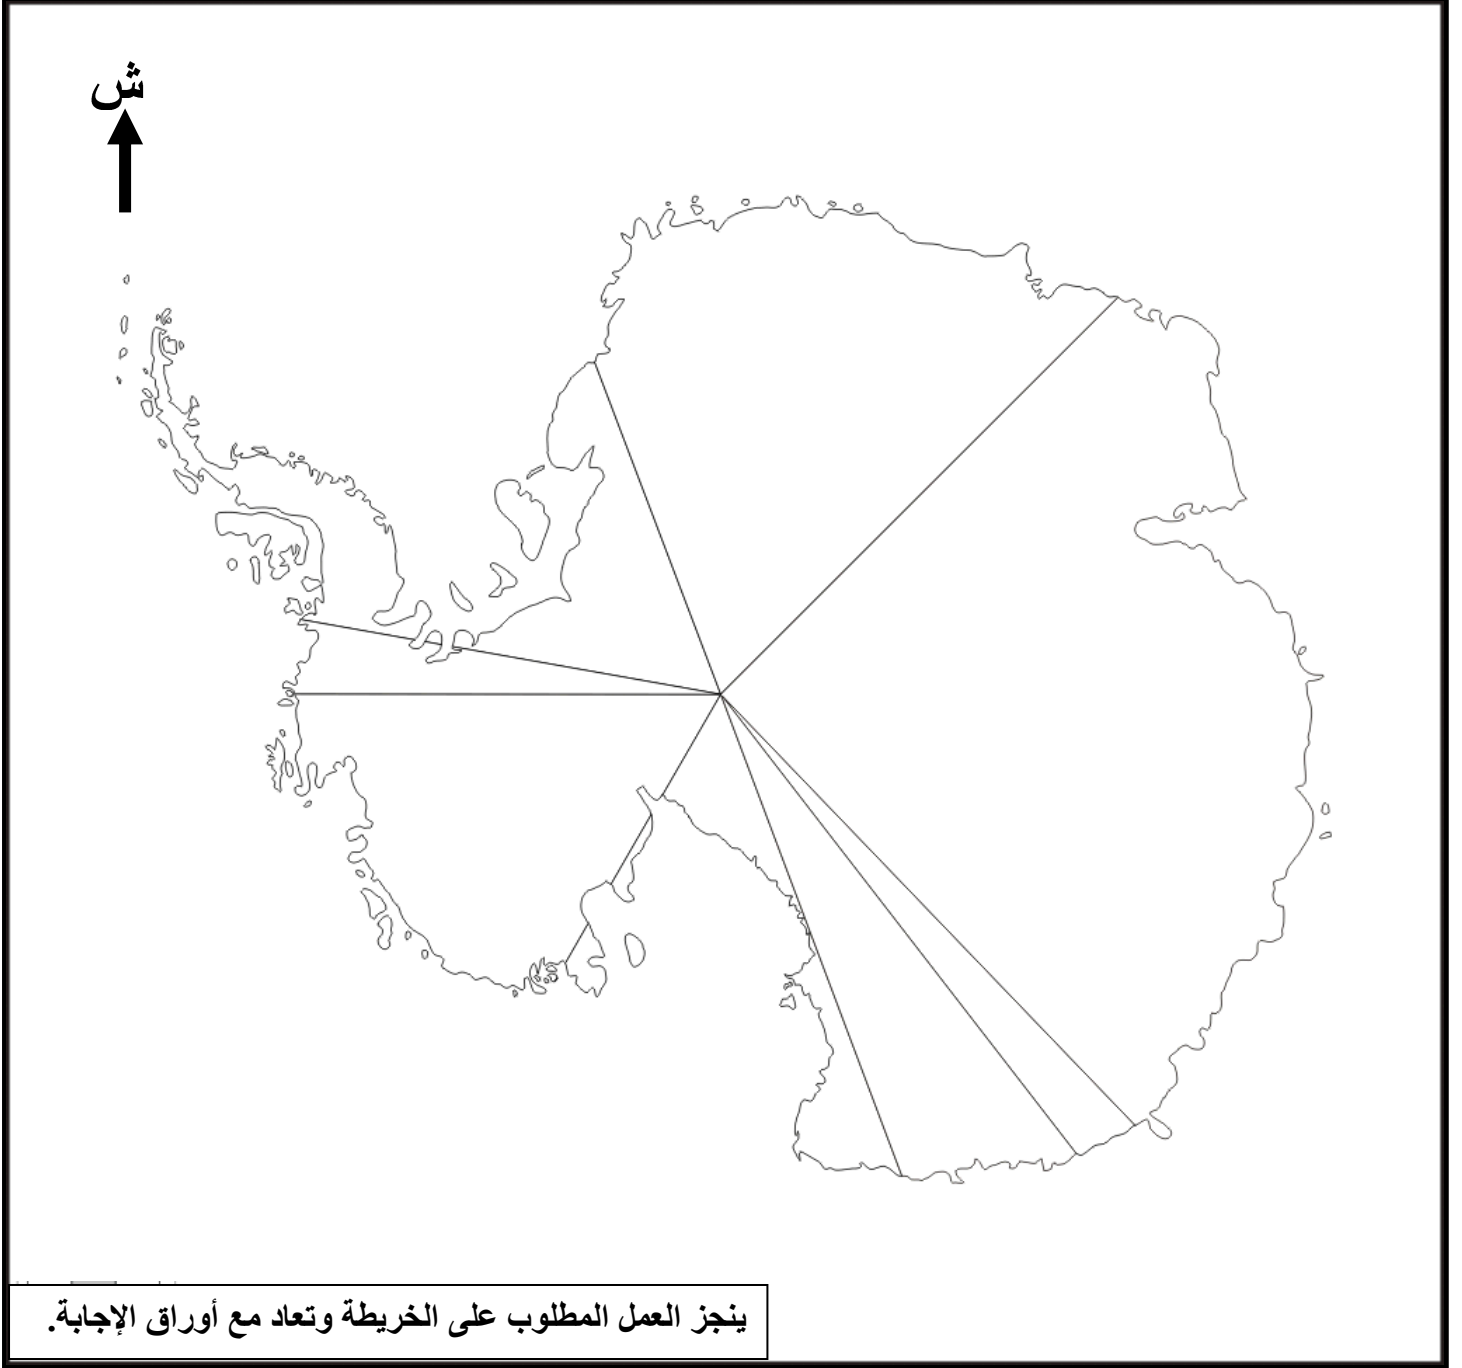 ش
ينجز العمل المطلوب على الخريطة وتعاد مع أوراق الإجابة.